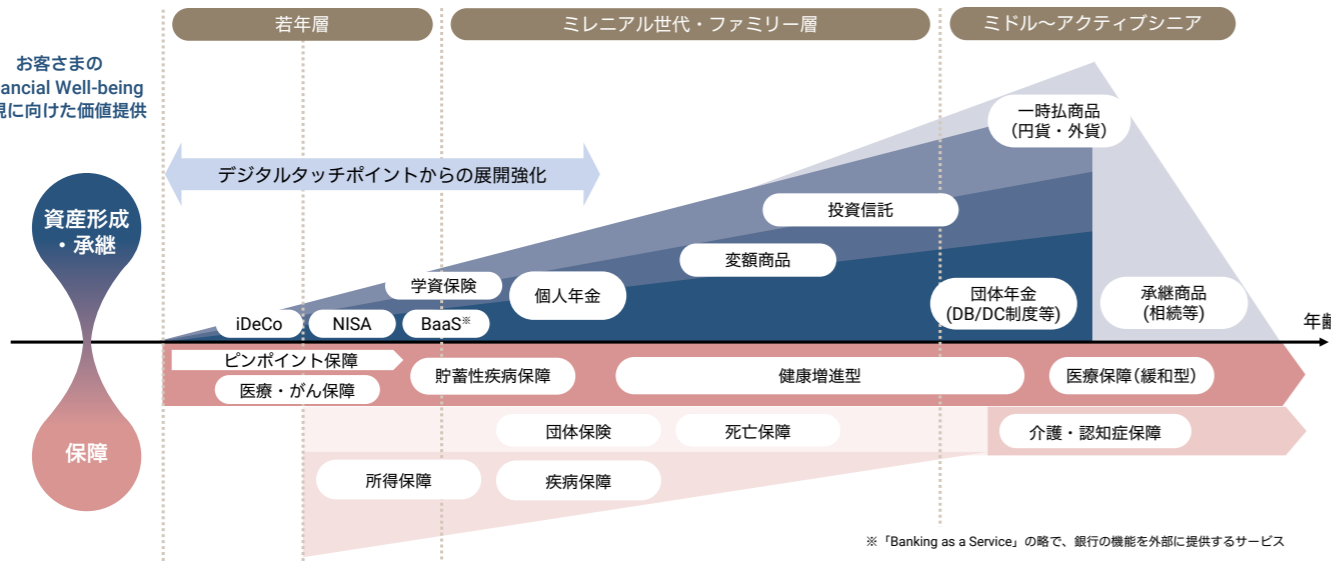 若年層
ミレニアル世代・ファミリー層
ミドル～アクティブシニア
お客さまの
ancial Well-being
に向けた価値提供
デジタルタッチポイントからの展開強化
資産形成
・承継
一時払商品
(円貨・外貨)
投資信託
変額商品
学資保険
個人年金
iDeCo
NISA
BaaS※
団体年金
(DB/DC制度等)
承継商品
(相続等)
年齢
ピンポイント保障
医療・がん保障
貯蓄性疾病保障
健康増進型
医療保障(緩和型)
保障
団体保険
死亡保障
介護・認知症保障
所得保障
疾病保障
※「Banking as a Service」の略で、銀行の機能を外部に提供するサービス